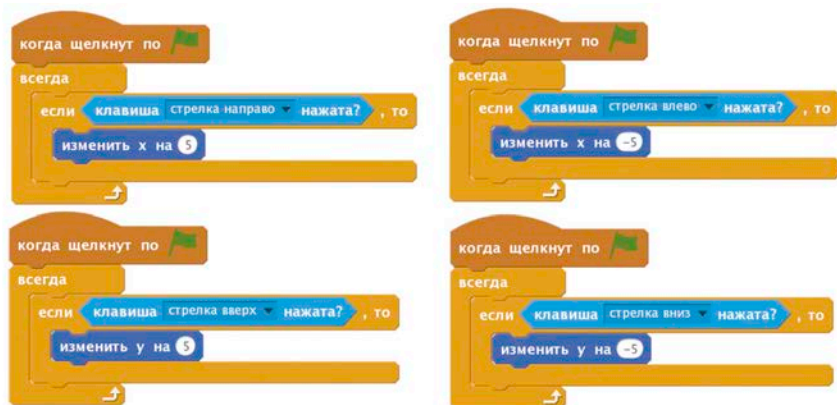 когда щелкнут по
всегда
если клавиша стрелка направо нажата? , то
изменить x на 5
когда щелкнут по
всегда
если клавиша стрелка влево нажата? , то
изменить x на -5
когда щелкнут по
всегда
если клавиша стрелка вверх нажата? , то
изменить y на 5
когда щелкнут по
всегда
если клавиша стрелка вниз нажата? , то
изменить y на -5